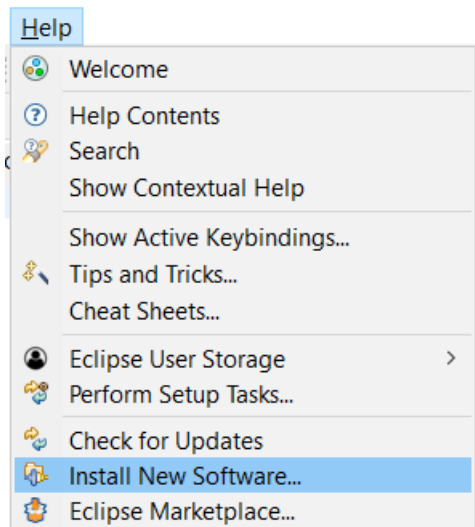 Help
Welcome
Help Contents
Search
Show Contextual Help
Show Active Keybindings...
Tips and Tricks...
Cheat Sheets...
Eclipse User Storage
Perform Setup Tasks...
Check for Updates
Install New Software...
Eclipse Marketplace...